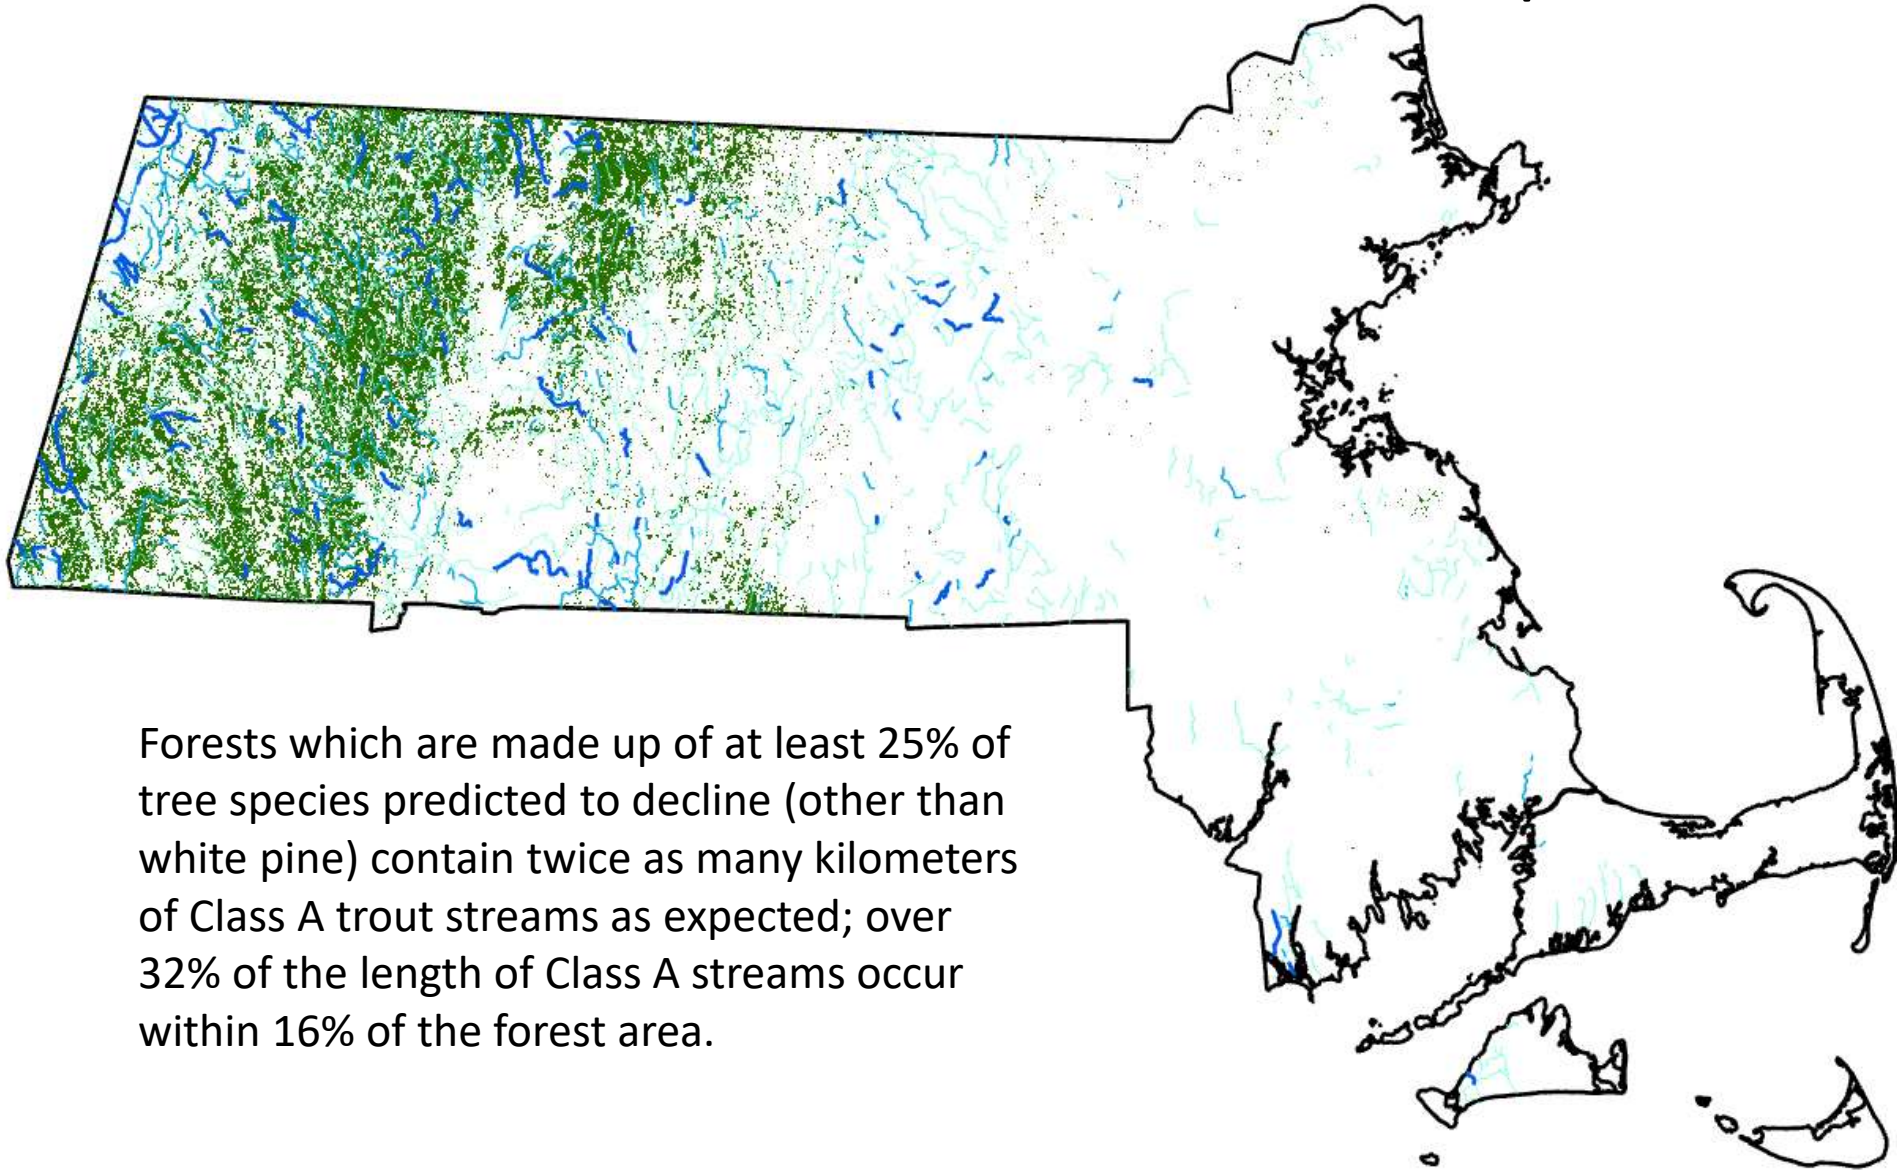 Forests which are made up of at least 25% of
tree species predicted to decline (other than
white pine) contain twice as many kilometers
of Class A trout streams as expected; over
32% of the length of Class A streams occur
within 16% of the forest area.